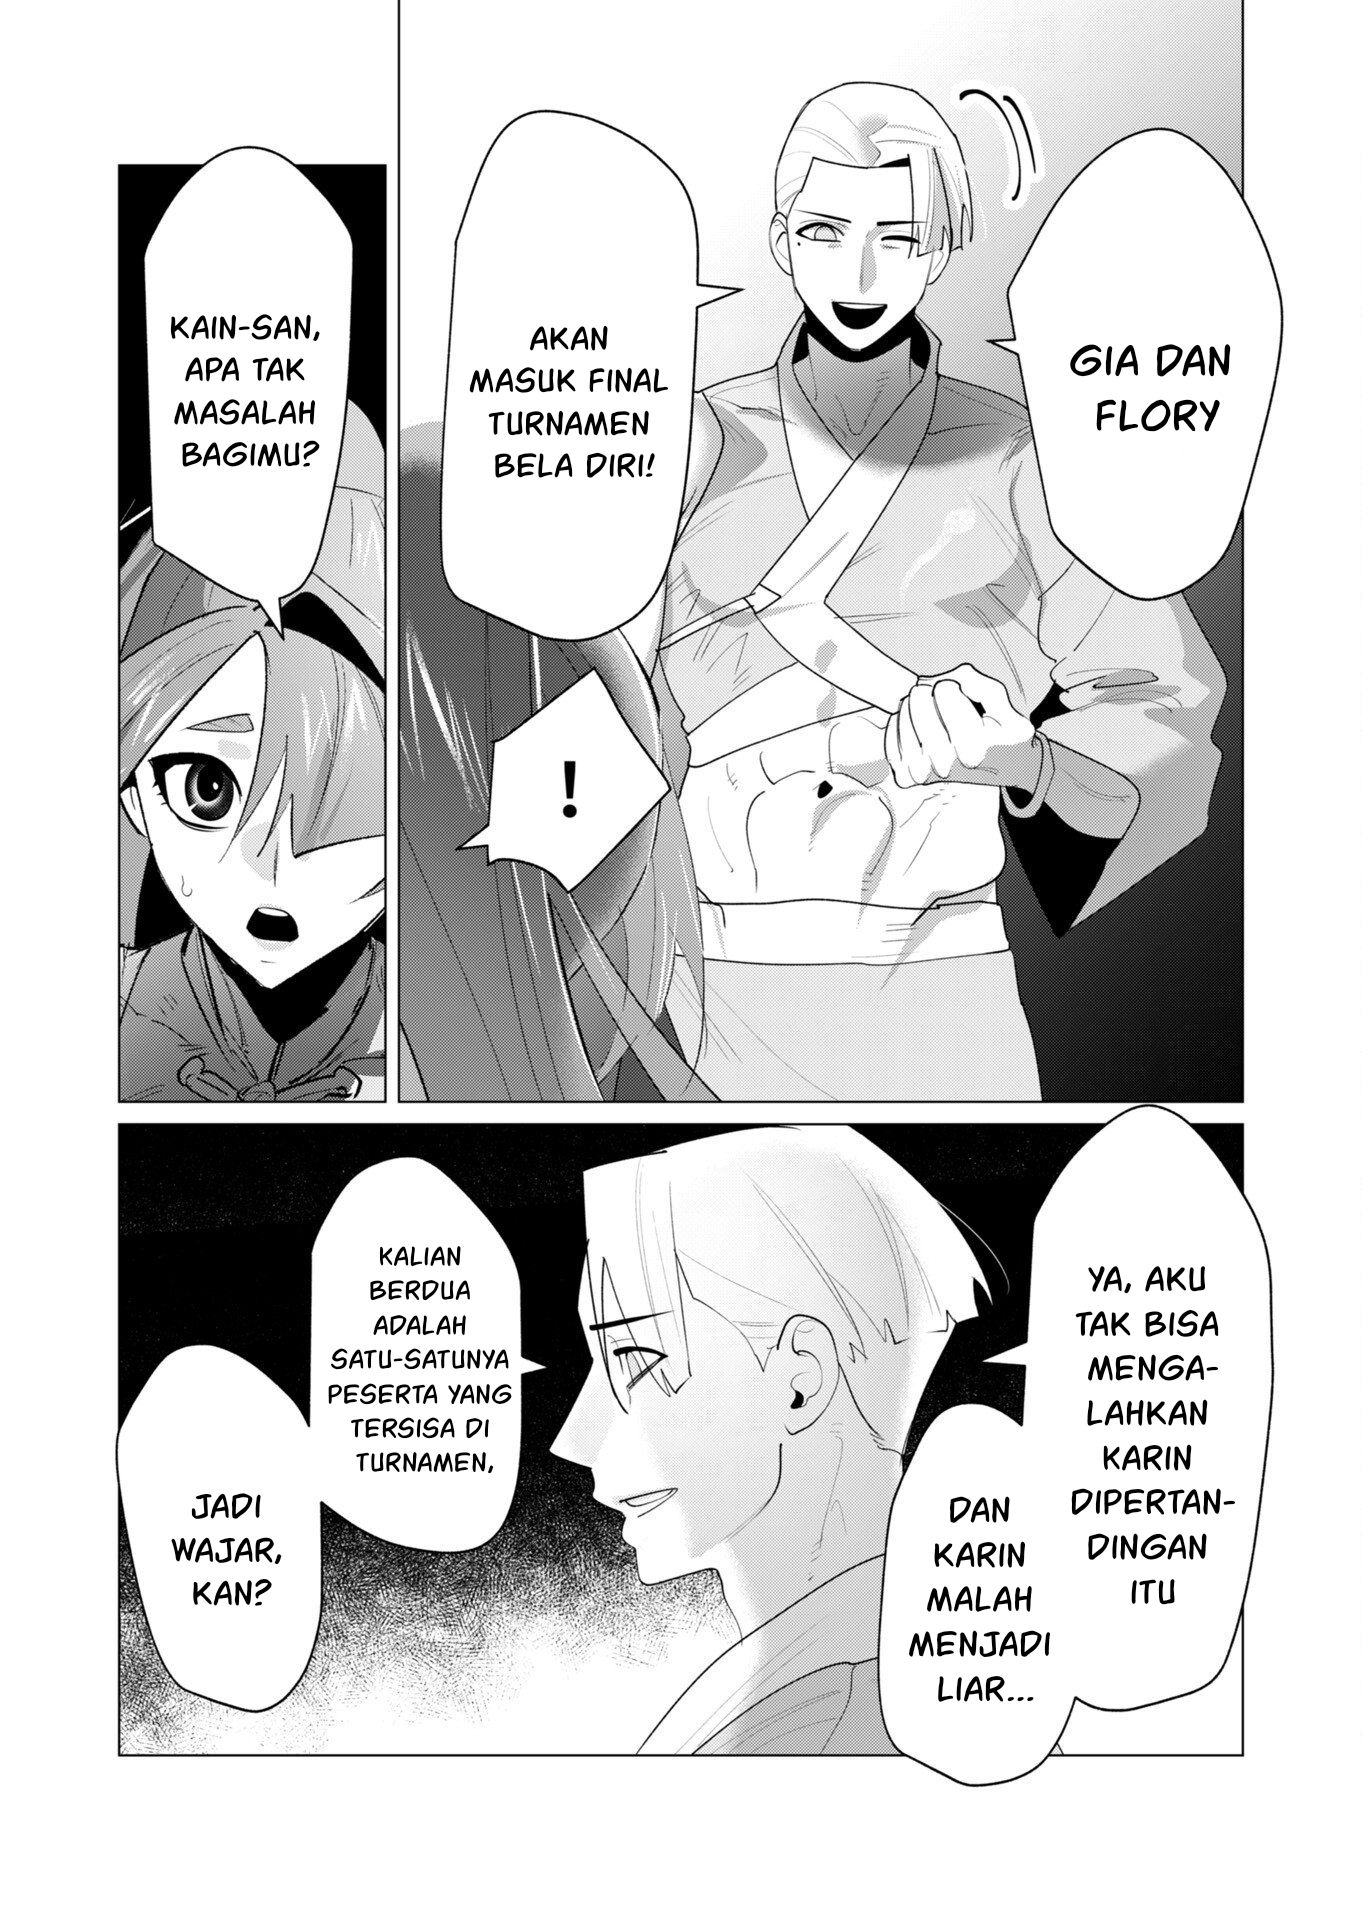 GIA DAN
FLORY
AKAN
MASUK FINAL
TURNAMEN
BELA DIRI!
!
KAIN-SAN,
APA TAK
MASALAH
BAGIMU?
YA, AKU
TAK BISA
MENGA-
LAHKAN
KARIN
DIPERTAN-
DINGAN
ITU
DAN
KARIN
MALAH
MENJADI
LIAR...
KALIAN
BERDUA
ADALAH
SATU-SATUNYA
PESERTA YANG
TERSISA DI
TURNAMEN,
JADI
WAJAR,
KAN?